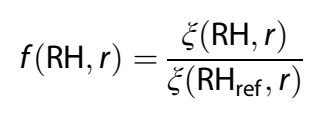 f(RH, r) = ξ(RH, r) / ξ(RH_ref, r)